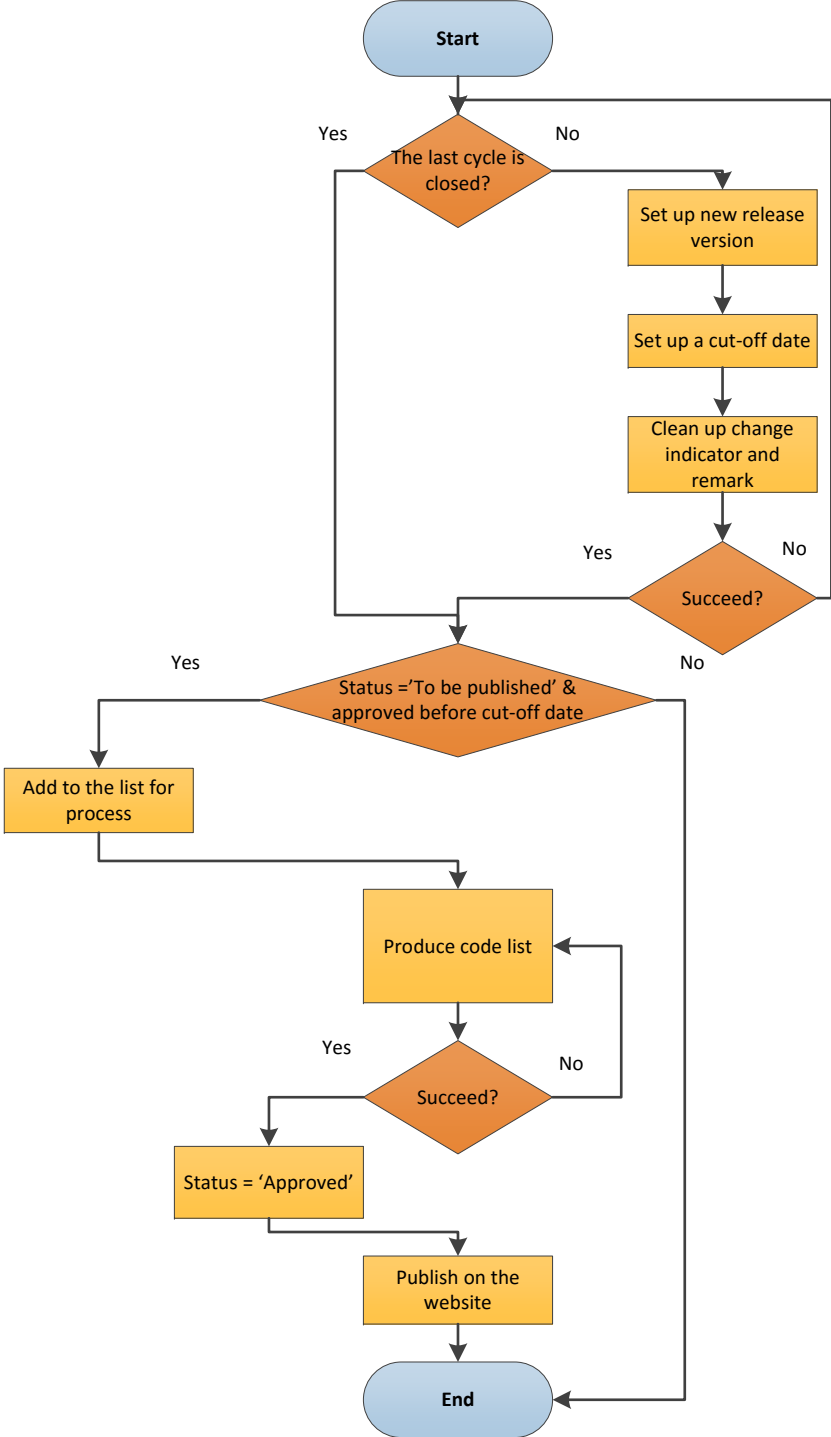 Start
Yes
No
The last cycle is
closed?
Set up new release
version
Set up a cut-off date
Clean up change
indicator and
remark
Yes
No
Succeed?
Yes
No
Status =’To be published’ &
approved before cut-off date
Add to the list for
process
Produce code list
Yes
No
Succeed?
Status = ‘Approved’
Publish on the
website
End